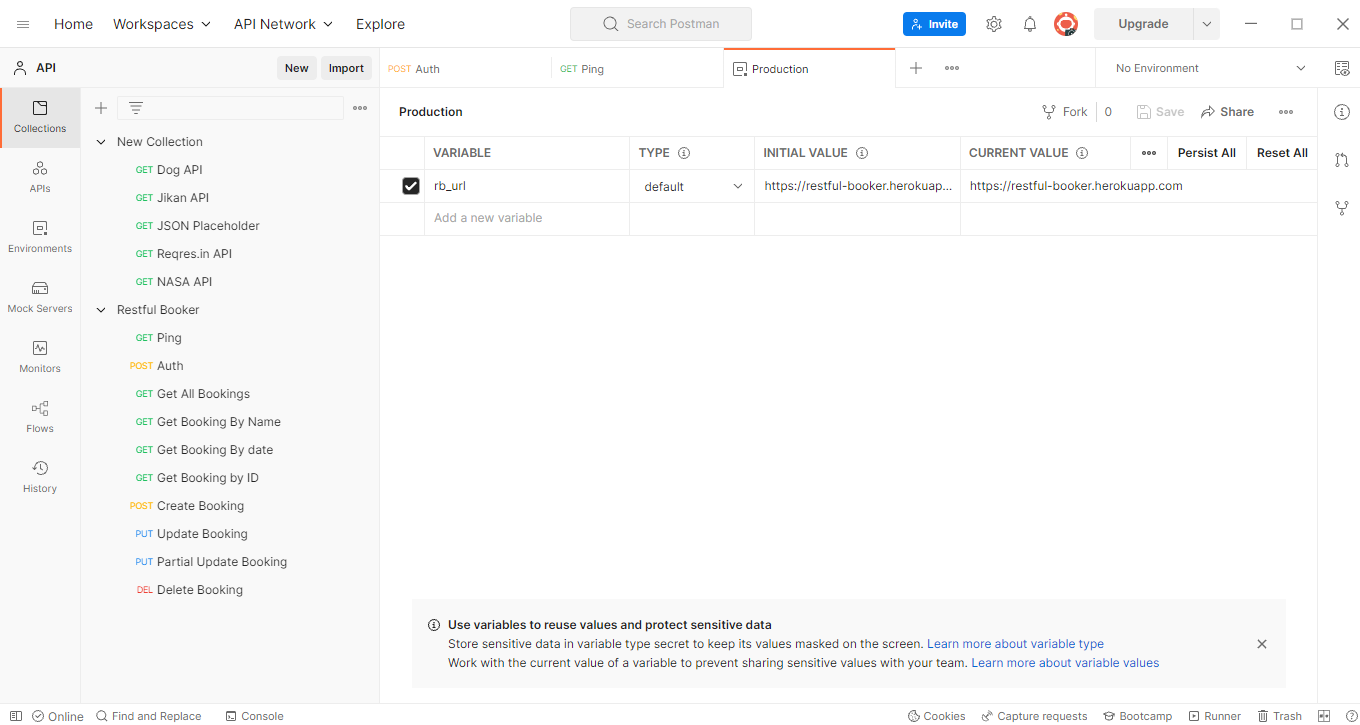 Home Workspaces API Network Explore Search Postman Invite Upgrade
API New Import POST Auth GET Ping Production No Environment
Collections
APIs
Environments
Mock Servers
Monitors
Flows
History
New Collection
GET Dog API
GET Jikan API
GET JSON Placeholder
GET Reqres.in API
GET NASA API
Restful Booker
GET Ping
POST Auth
GET Get All Bookings
GET Get Booking By Name
GET Get Booking By date
GET Get Booking by ID
POST Create Booking
PUT Update Booking
PUT Partial Update Booking
DEL Delete Booking
Production Fork 0 Save Share
VARIABLE TYPE INITIAL VALUE CURRENT VALUE Persist All Reset All
rb_url default https://restful-booker.herokuap... https://restful-booker.herokuapp.com
Add a new variable
Use variables to reuse values and protect sensitive data
Store sensitive data in variable type secret to keep its values masked on the screen. Learn more about variable type
Work with the current value of a variable to prevent sharing sensitive values with your team. Learn more about variable values
Online Find and Replace Console Cookies Capture requests Bootcamp Runner Trash